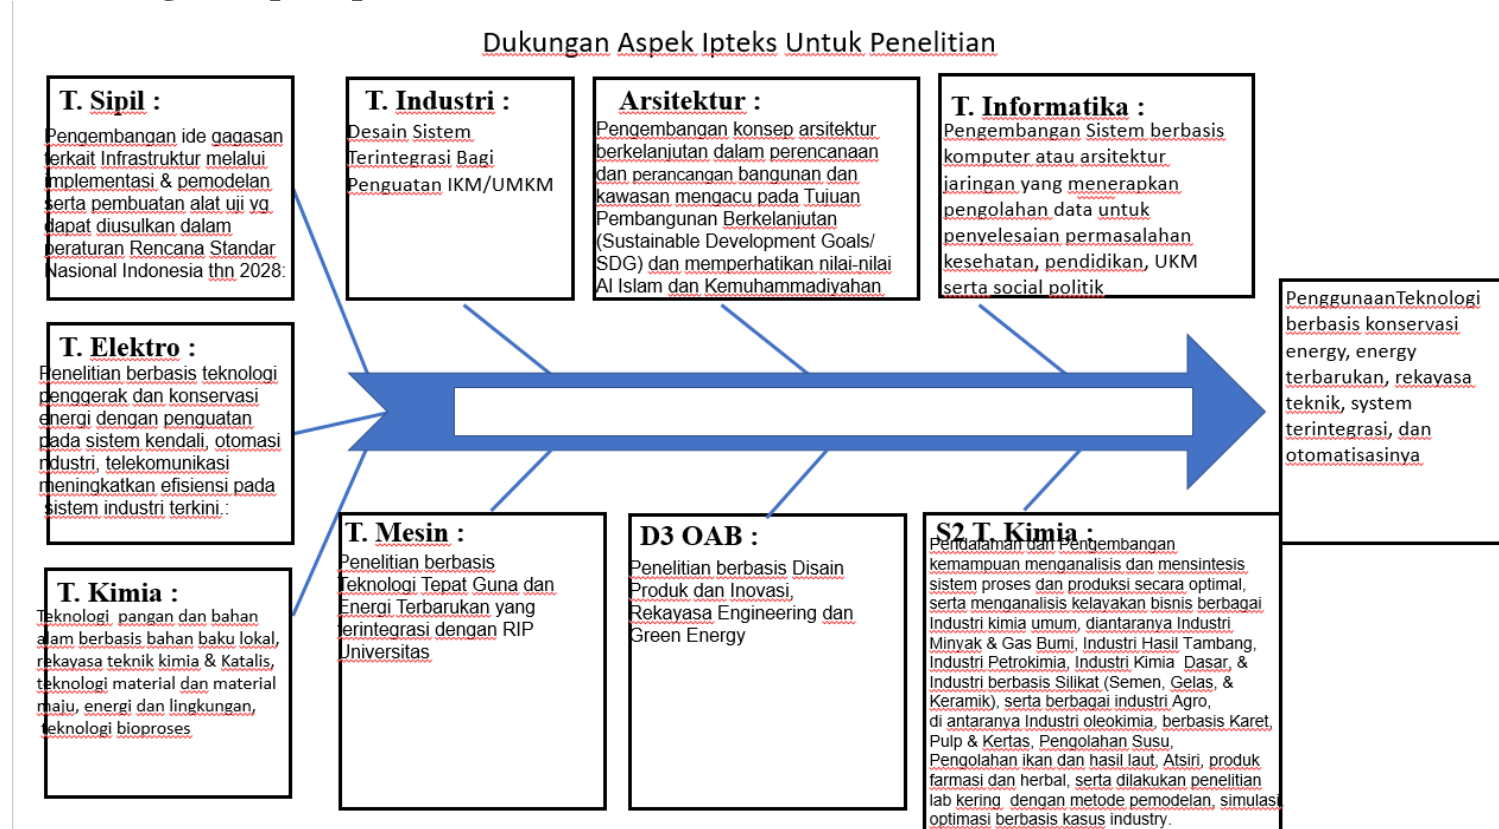 Dukungan Aspek Ipteks Untuk Penelitian
T. Sipil :
Pengembangan ide gagasan
terkait Infrastruktur melalui
implementasi & pemodelan
serta pembuatan alat uji yg
dapat diusulkan dalam
peraturan Rencana Standar
Nasional Indonesia thn 2028:
T. Industri :
Desain Sistem
Terintegrasi Bagi
Penguatan IKM/UMKM
Arsitektur :
Pengembangan konsep arsitektur
berkelanjutan dalam perencanaan
dan perancangan bangunan dan
kawasan mengacu pada Tujuan
Pembangunan Berkelanjutan
(Sustainable Development Goals/
SDG) dan memperhatikan nilai-nilai
Al Islam dan Kemuhammadiyahan
T. Informatika :
Pengembangan Sistem berbasis
komputer atau arsitektur
jaringan yang menerapkan
pengolahan data untuk
penyelesaian permasalahan
kesehatan, pendidikan, UKM
serta social politik
PenggunaanTeknologi
berbasis konservasi
energy, energy
terbarukan, rekayasa
teknik, system
terintegrasi, dan
otomatisasinya
T. Elektro :
Penelitian berbasis teknologi
penggerak dan konservasi
energi dengan penguatan
pada sistem kendali, otomasi
ndustri, telekomunikasi
meningkatkan efisiensi pada
sistem industri terkini.:
T. Kimia :
Teknologi pangan dan bahan
alam berbasis bahan baku lokal,
rekayasa teknik kimia & Katalis,
teknologi material dan material
maju, energi dan lingkungan,
teknologi bioproses
T. Mesin :
Penelitian berbasis
Teknologi Tepat Guna dan
Energi Terbarukan yang
terintegrasi dengan RIP
Universitas
D3 OAB :
Penelitian berbasis Disain
Produk dan Inovasi,
Rekayasa Engineering dan
Green Energy
S2 T. Kimia :
Pendalaman dan Pengembangan
kemampuan menganalisis dan mensintesis
sistem proses dan produksi secara optimal,
serta menganalisis kelayakan bisnis berbagai
Industri kimia umum, diantaranya Industri
Minyak & Gas Bumi, Industri Hasil Tambang,
Industri Petrokimia, Industri Kimia Dasar, &
Industri berbasis Silikat (Semen, Gelas, &
Keramik), serta berbagai industri Agro,
di antaranya Industri oleokimia, berbasis Karet,
Pulp & Kertas, Pengolahan Susu,
Pengolahan ikan dan hasil laut, Atsiri, produk
farmasi dan herbal, serta dilakukan penelitian
lab kering dengan metode pemodelan, simulasi
optimasi berbasis kasus industry.